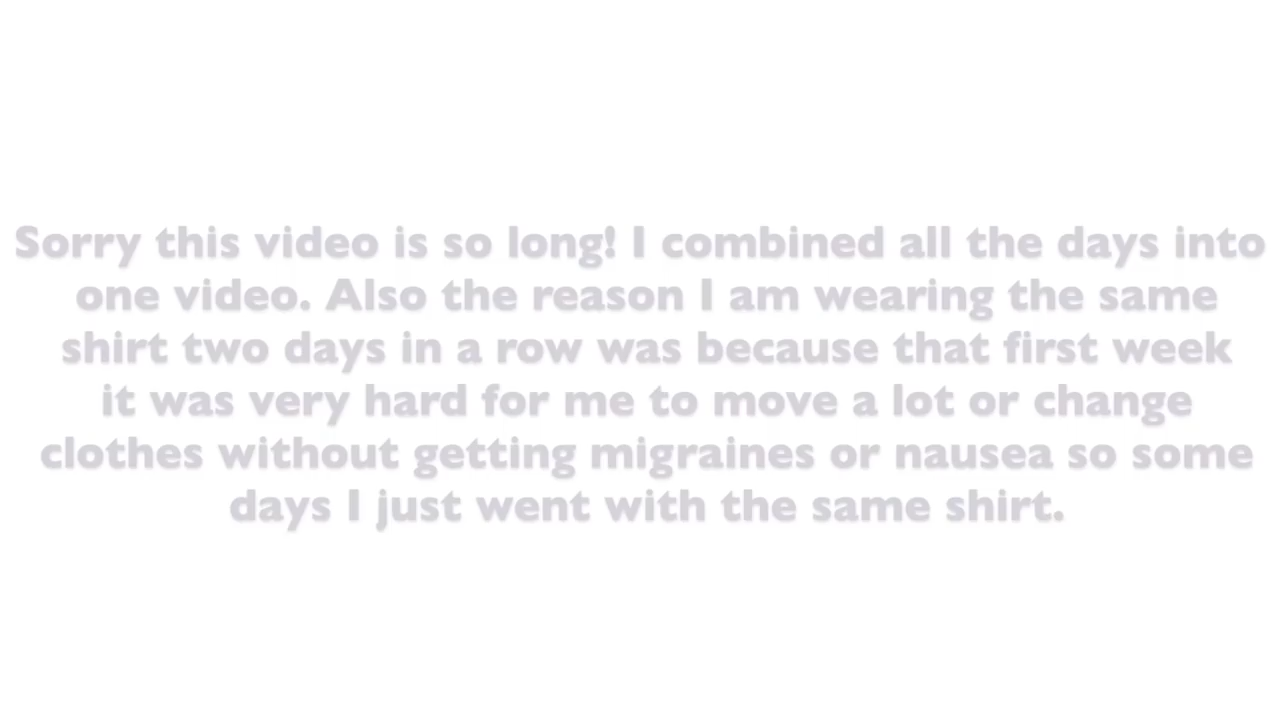 Sorry this video is so long! I combined all the days into
one video. Also the reason I am wearing the same
shirt two days in a row was because that first week
it was very hard for me to move a lot or change
clothes without getting migraines or nausea so some
days I just went with the same shirt.